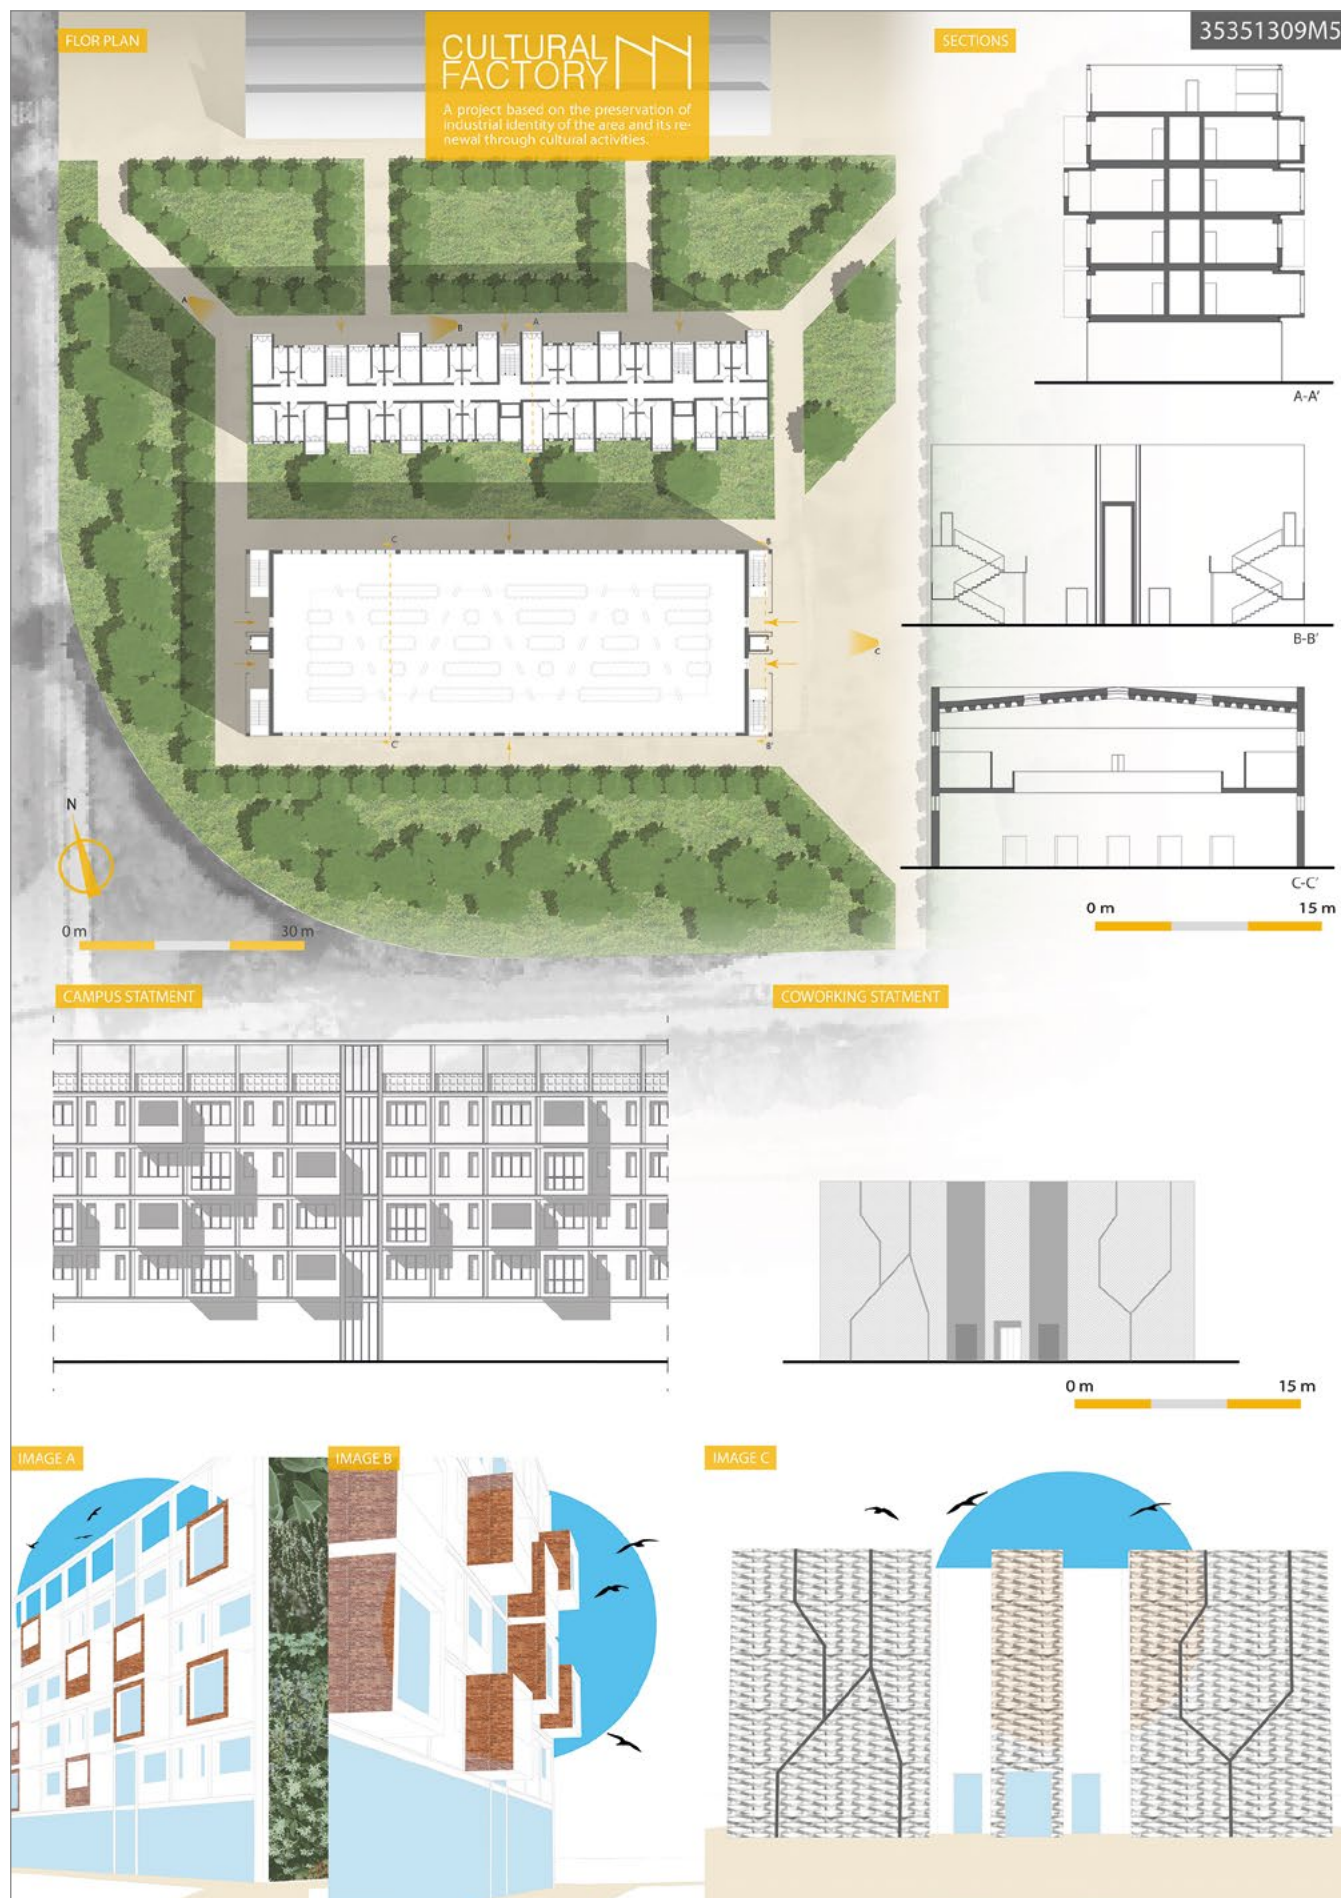 FLOR PLAN
CULTURAL
FACTORY
A project based on the preservation of
industrial identity of the area and its re-
newal through cultural activities.
SECTIONS
35351309M5
A
B
A
A-A'
B-B'
C
B
C
C'
B'
C-C'
N
0 m
30 m
0 m
15 m
CAMPUS STATMENT
COWORKING STATMENT
0 m
15 m
IMAGE A
IMAGE B
IMAGE C